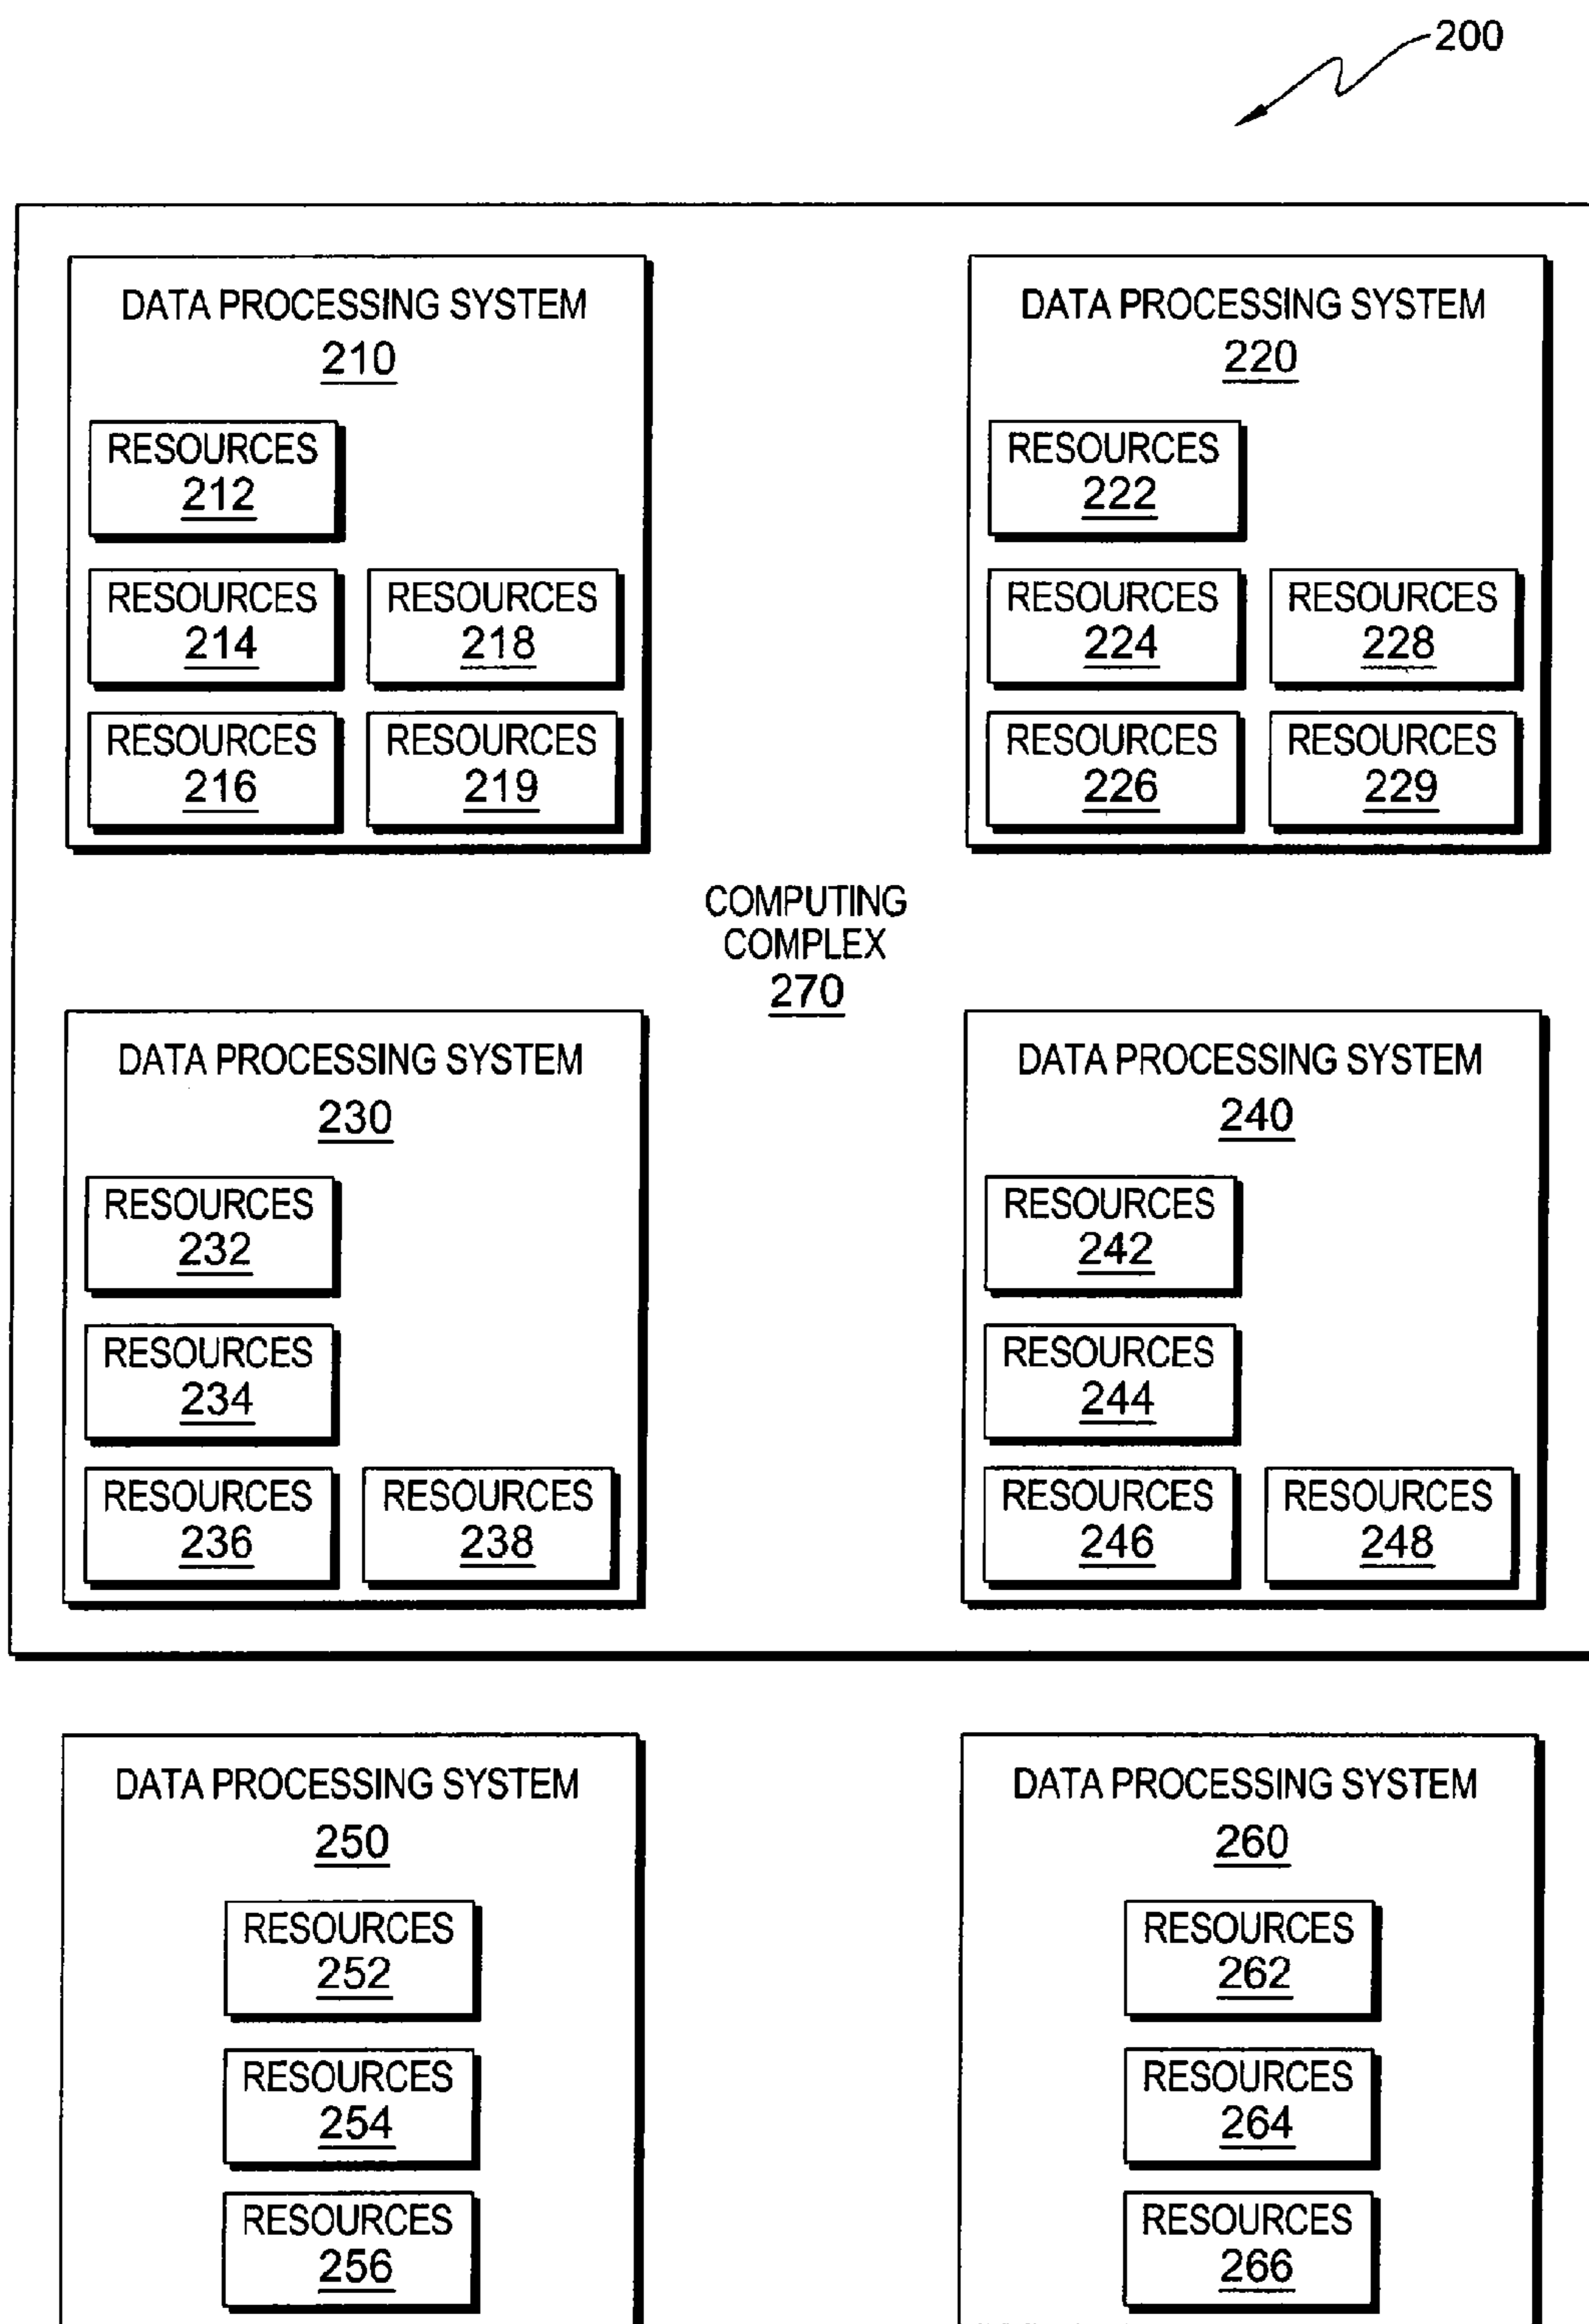 200
DATA PROCESSING SYSTEM
210
RESOURCES
212
RESOURCES
214
RESOURCES
218
RESOURCES
216
RESOURCES
219
DATA PROCESSING SYSTEM
220
RESOURCES
222
RESOURCES
224
RESOURCES
228
RESOURCES
226
RESOURCES
229
COMPUTING
COMPLEX
270
DATA PROCESSING SYSTEM
230
RESOURCES
232
RESOURCES
234
RESOURCES
236
RESOURCES
238
DATA PROCESSING SYSTEM
240
RESOURCES
242
RESOURCES
244
RESOURCES
246
RESOURCES
248
DATA PROCESSING SYSTEM
250
RESOURCES
252
RESOURCES
254
RESOURCES
256
DATA PROCESSING SYSTEM
260
RESOURCES
262
RESOURCES
264
RESOURCES
266